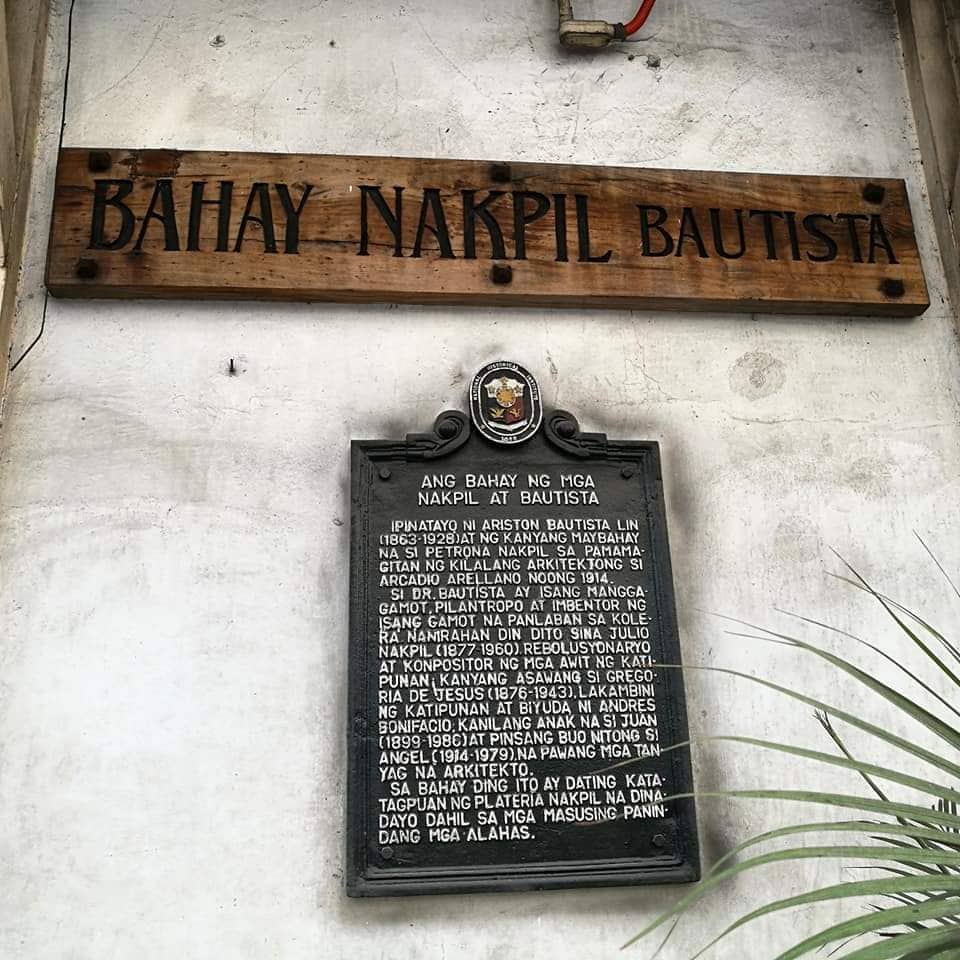 BAHAY NAKPIL BAUTISTA
NATIONAL HISTORICAL INSTITUTE
ANG BAHAY NG MGA
NAKPIL AT BAUTISTA
IPINATAYO NI ARISTON BAUTISTA LIN
(1863-1928) AT NG KANYANG MAYBAHAY
NA SI PETRONA NAKPIL SA PAMAMA-
GITAN NG KILALANG ARKITEKTONG SI
ARCADIO ARELLANO NOONG 1914.
SI DR. BAUTISTA AY ISANG MANGGA-
GAMOT, PILANTROPO AT IMBENTOR NG
ISANG GAMOT NA PANLABAN SA KOLE-
RA NANIRAHAN DIN DITO SINA JULIO
NAKPIL (1877-1960), REBOLUSYONARYO
AT KONPOSITOR NG MGA AWIT NG KATI-
PUNAN; KANYANG ASAWANG SI GREGO-
RIA DE JESUS (1876-1943), LAKAMBINI
NG KATIPUNAN AT BIYUDA NI ANDRES
BONIFACIO; KANILANG ANAK NA SI JUAN
(1899-1986) AT PINSANG BUO NITONG SI
ANGEL (1914-1979), NA PAWANG MGA TAN-
YAG NA ARKITEKTO.
SA BAHAY DING ITO AY DATING KATA-
TAGPUAN NG PLATERIA NAKPIL NA DINA-
DAYO DAHIL SA MGA MASUSING PANIN-
DANG MGA ALAHAS.